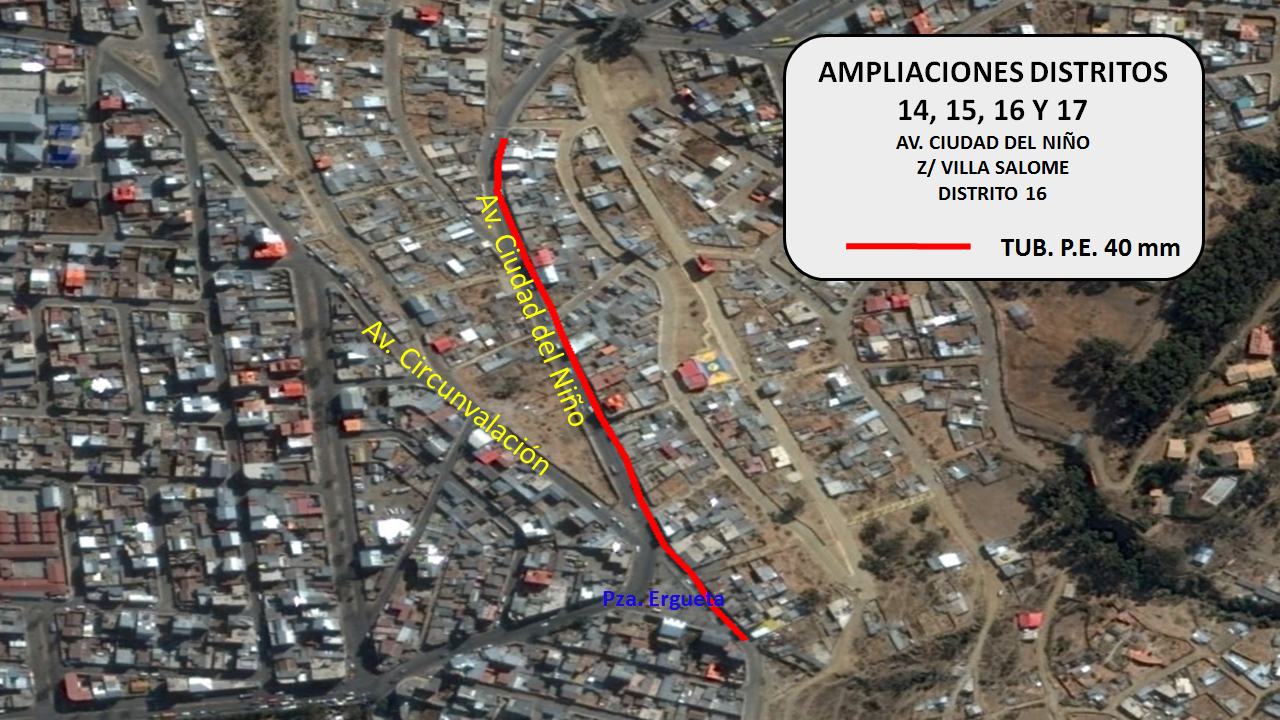 AMPLIACIONES DISTRITOS
14, 15, 16 Y 17
AV. CIUDAD DEL NIÑO
Z/ VILLA SALOME
DISTRITO 16
TUB. P.E. 40 mm
Av. Ciudad del Niño
Av. Circunvalación
Pza. Ergueta